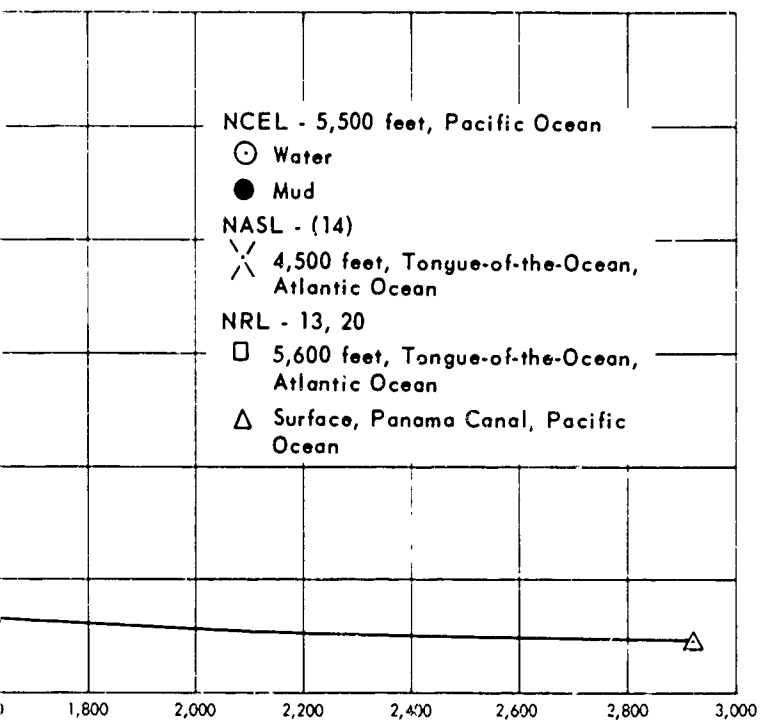 NCEL - 5,500 feet, Pacific Ocean
Water
Mud
NASL - (14)
4,500 feet, Tongue-of-the-Ocean,
Atlantic Ocean
NRL - 13, 20
5,600 feet, Tongue-of-the-Ocean,
Atlantic Ocean
Surface, Panama Canal, Pacific
Ocean
1,800 2,000 2,200 2,400 2,600 2,800 3,000